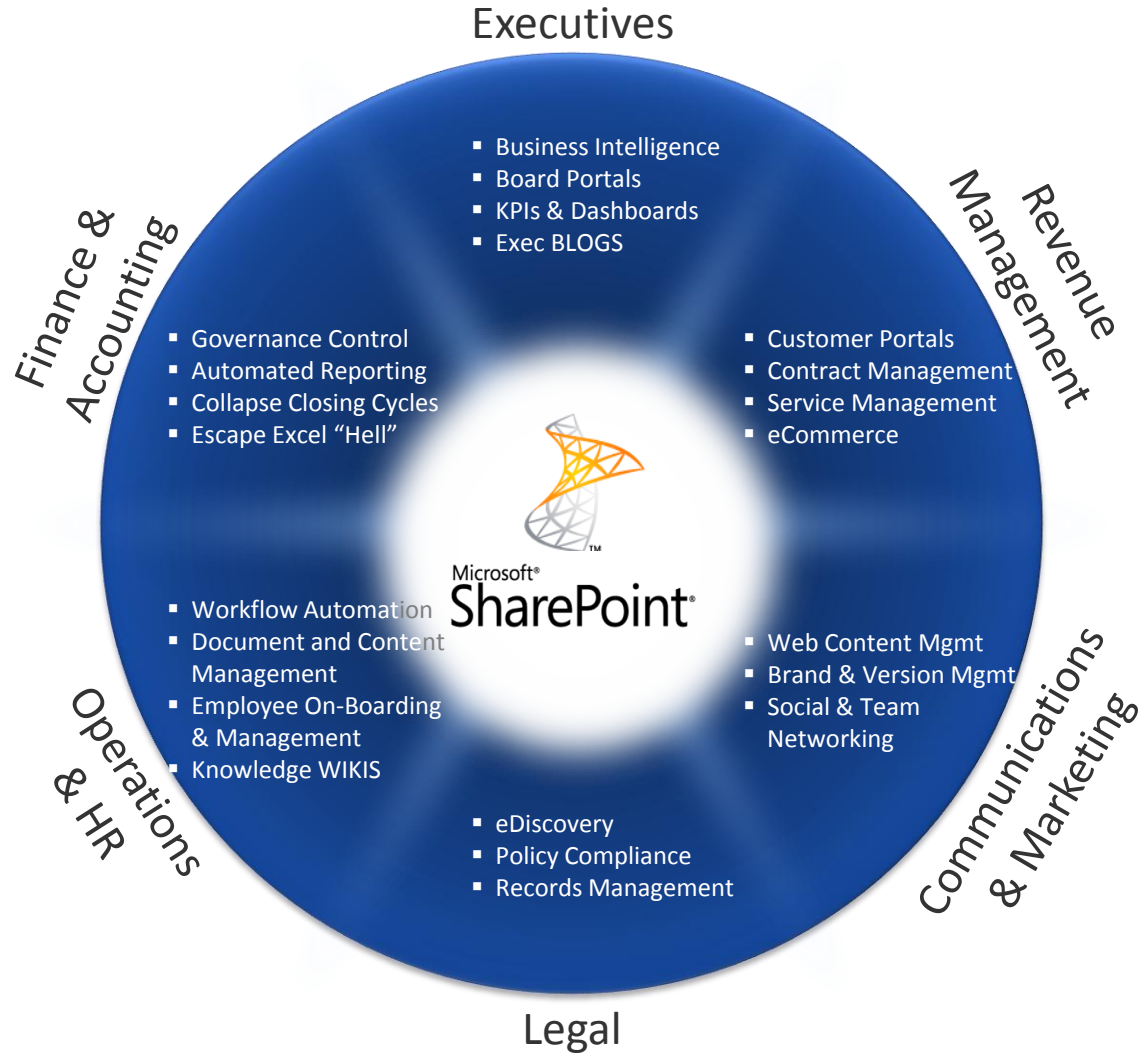 Executives
▪ Business Intelligence
▪ Board Portals
▪ KPIs & Dashboards
▪ Exec BLOGS
Revenue
Management
▪ Customer Portals
▪ Contract Management
▪ Service Management
▪ eCommerce
Communications
& Marketing
▪ Web Content Mgmt
▪ Brand & Version Mgmt
▪ Social & Team
Networking
Legal
▪ eDiscovery
▪ Policy Compliance
▪ Records Management
Operations
& HR
▪ Workflow Automation
▪ Document and Content
Management
▪ Employee On-Boarding
& Management
▪ Knowledge WIKIS
Finance &
Accounting
▪ Governance Control
▪ Automated Reporting
▪ Collapse Closing Cycles
▪ Escape Excel “Hell”
TM
Microsoft®
SharePoint®